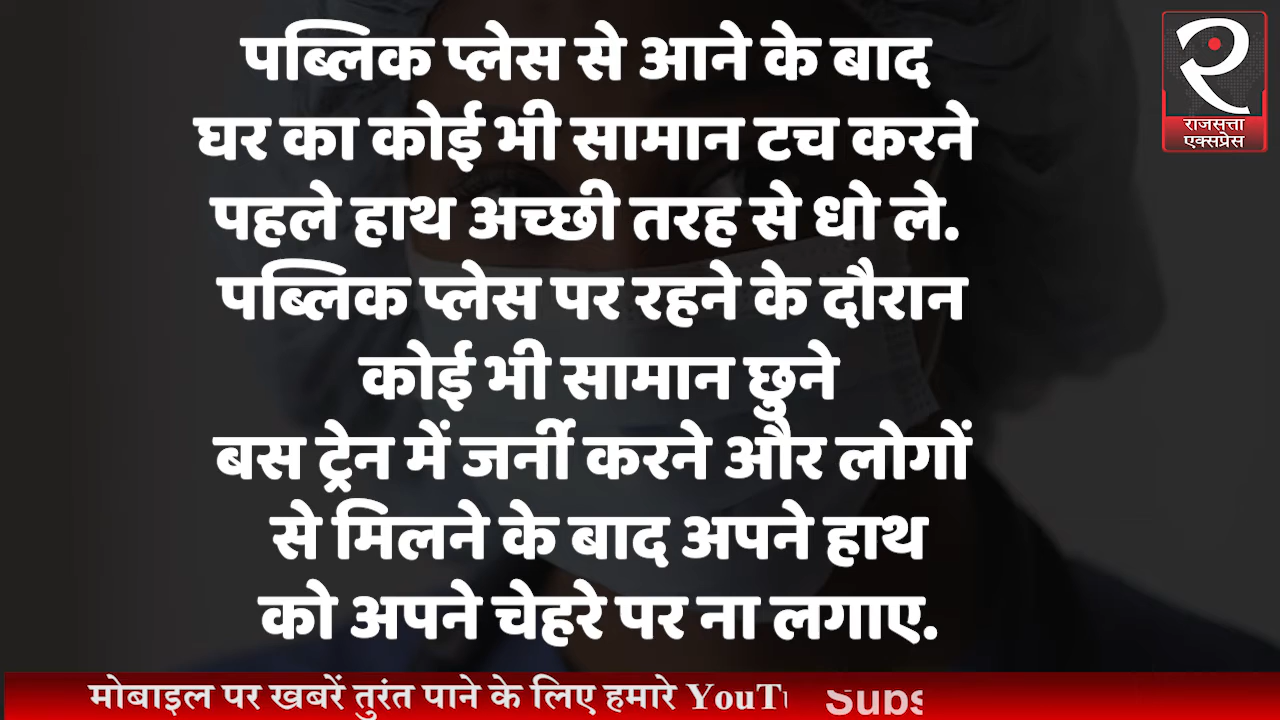 पब्लिक प्लेस से आने के बाद
घर का कोई भी सामान टच करने
पहले हाथ अच्छी तरह से धो ले.
पब्लिक प्लेस पर रहने के दौरान
कोई भी सामान छुने
बस ट्रेन में जर्नी करने और लोगों
से मिलने के बाद अपने हाथ
को अपने चेहरे पर ना लगाए.
राजसत्ता
एक्सप्रेस
मोबाइल पर खबरें तुरंत पाने के लिए हमारे